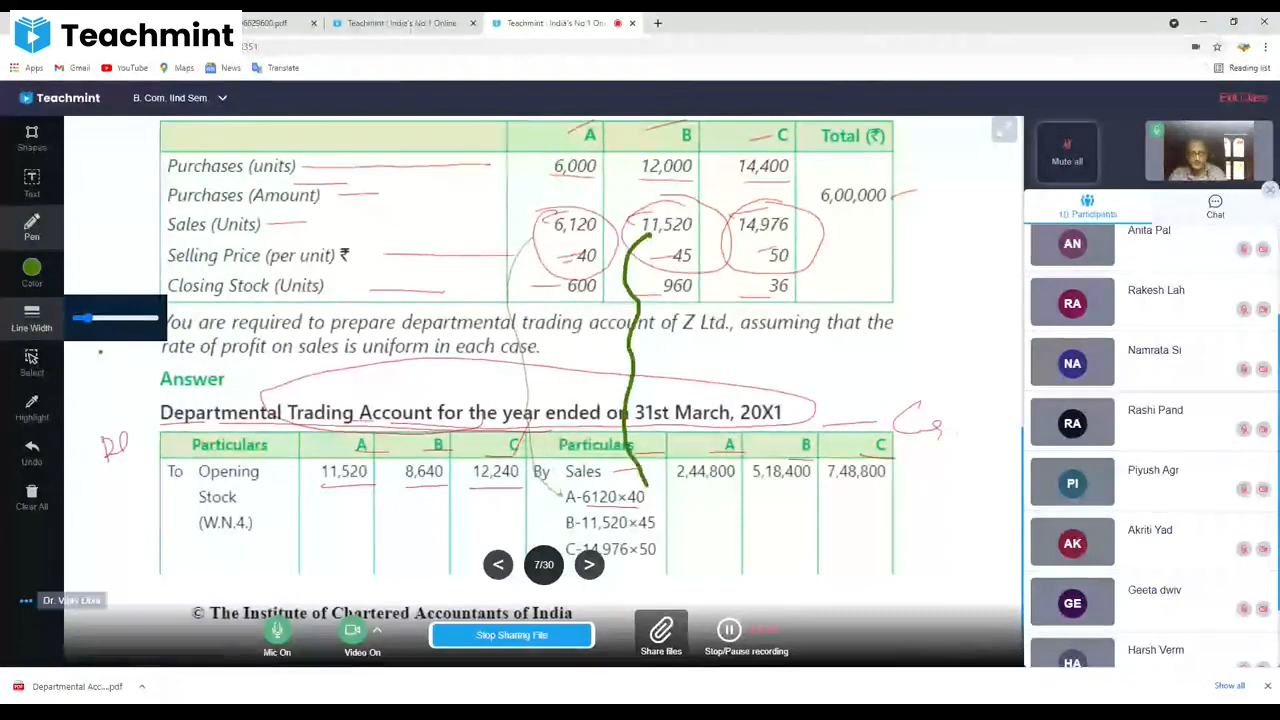 6629600.pdf
Teachmint : India's No.1 Online
Teachmint : India's No.1 On
Teachmint
351
Apps Gmail YouTube Maps News Translate Reading list
Teachmint B. Com. IInd Sem Exit Class
A B C Total (₹)
Purchases (units) 6,000 12,000 14,400
Purchases (Amount) 6,00,000
Sales (Units) 6,120 11,520 14,976
Selling Price (per unit) ₹ 40 45 50
Closing Stock (Units) 600 960 36
You are required to prepare departmental trading account of Z Ltd., assuming that the
rate of profit on sales is uniform in each case.
Answer
Departmental Trading Account for the year ended on 31st March, 20X1
Particulars A B C Particulars A B C
To Opening 11,520 8,640 12,240 By Sales 2,44,800 5,18,400 7,48,800
Stock A-6120×40
(W.N.4.) B-11,520×45
C-14,976×50
7/30
© The Institute of Chartered Accountants of India
Shapes
Text
Pen
Color
Line Width
Select
Highlight
Undo
Clear All
Mic On
Video On
Stop Sharing File
Share files
Stop/Pause recording
Mute all
10 Participants
Chat
AN Anita Pal
RA Rakesh Lah
NA Namrata Si
RA Rashi Pand
PI Piyush Agr
AK Akriti Yad
GE Geeta dwiv
HA Harsh Verm
Departmental Acc....pdf
Show all